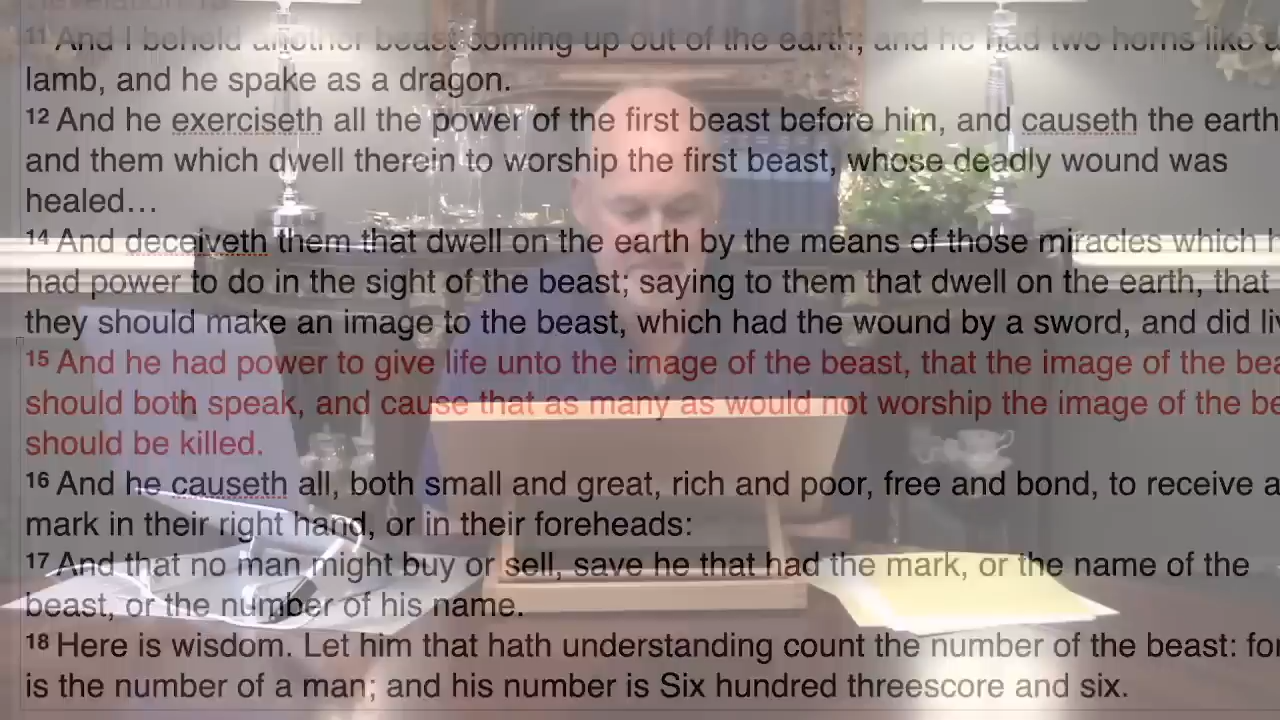 Revelation 13
11 And I beheld another beast coming up out of the earth; and he had two horns like
lamb, and he spake as a dragon.
12 And he exerciseth all the power of the first beast before him, and causeth the earth
and them which dwell therein to worship the first beast, whose deadly wound was
healed…
14 And deceiveth them that dwell on the earth by the means of those miracles which
had power to do in the sight of the beast; saying to them that dwell on the earth, that
they should make an image to the beast, which had the wound by a sword, and did
15 And he had power to give life unto the image of the beast, that the image of the
should both speak, and cause that as many as would not worship the image of the
should be killed.
16 And he causeth all, both small and great, rich and poor, free and bond, to receive a
mark in their right hand, or in their foreheads:
17 And that no man might buy or sell, save he that had the mark, or the name of the
beast, or the number of his name.
18 Here is wisdom. Let him that hath understanding count the number of the beast: for
is the number of a man; and his number is Six hundred threescore and six.